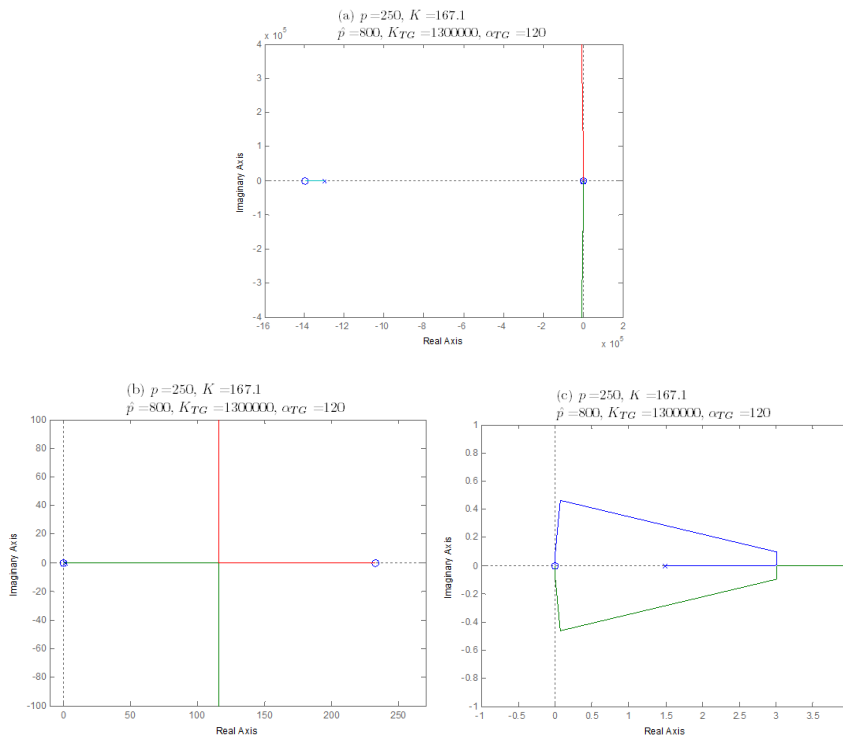 (a) p =250, K =167.1
p̂ =800, K_TG =1300000, α_TG =120
x 10^5
4
3
2
1
0
-1
-2
-3
-4
Imaginary Axis
-16 -14 -12 -10 -8 -6 -4 -2 0 2
Real Axis
x 10^5
(b) p =250, K =167.1
p̂ =800, K_TG =1300000, α_TG =120
100
80
60
40
20
0
-20
-40
-60
-80
-100
Imaginary Axis
0 50 100 150 200 250
Real Axis
(c) p =250, K =167.1
p̂ =800, K_TG =1300000, α_TG =120
1
0.8
0.6
0.4
0.2
0
-0.2
-0.4
-0.6
-0.8
-1
Imaginary Axis
-1 -0.5 0 0.5 1 1.5 2 2.5 3 3.5
Real Axis